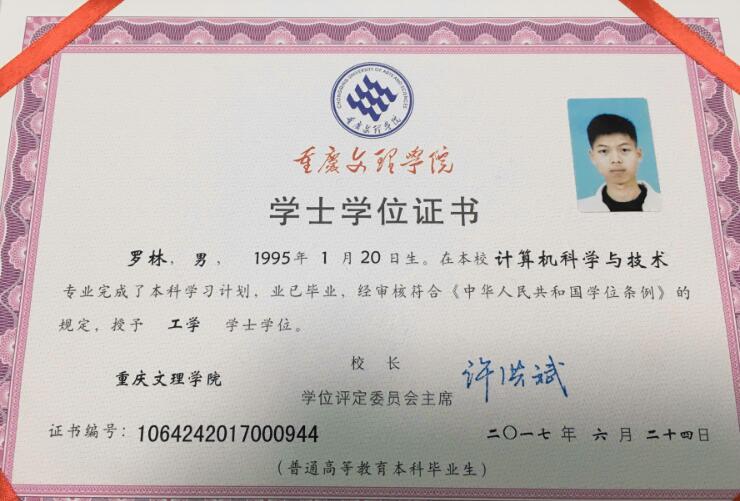 CHONGQING UNIVERSITY OF ARTS AND SCIENCES
重庆文理学院
重慶文理學院
学士学位证书
罗林，男，1995年 1 月 20 日生。在本校 计算机科学与技术
专业完成了本科学习计划，业已毕业，经审核符合《中华人民共和国学位条例》的
规定，授予 工学 学士学位。
校 长
重庆文理学院
许洪斌
学位评定委员会主席
证书编号：1064242017000944
二〇一七 年 六 月 二十四日
（普通高等教育本科毕业生）